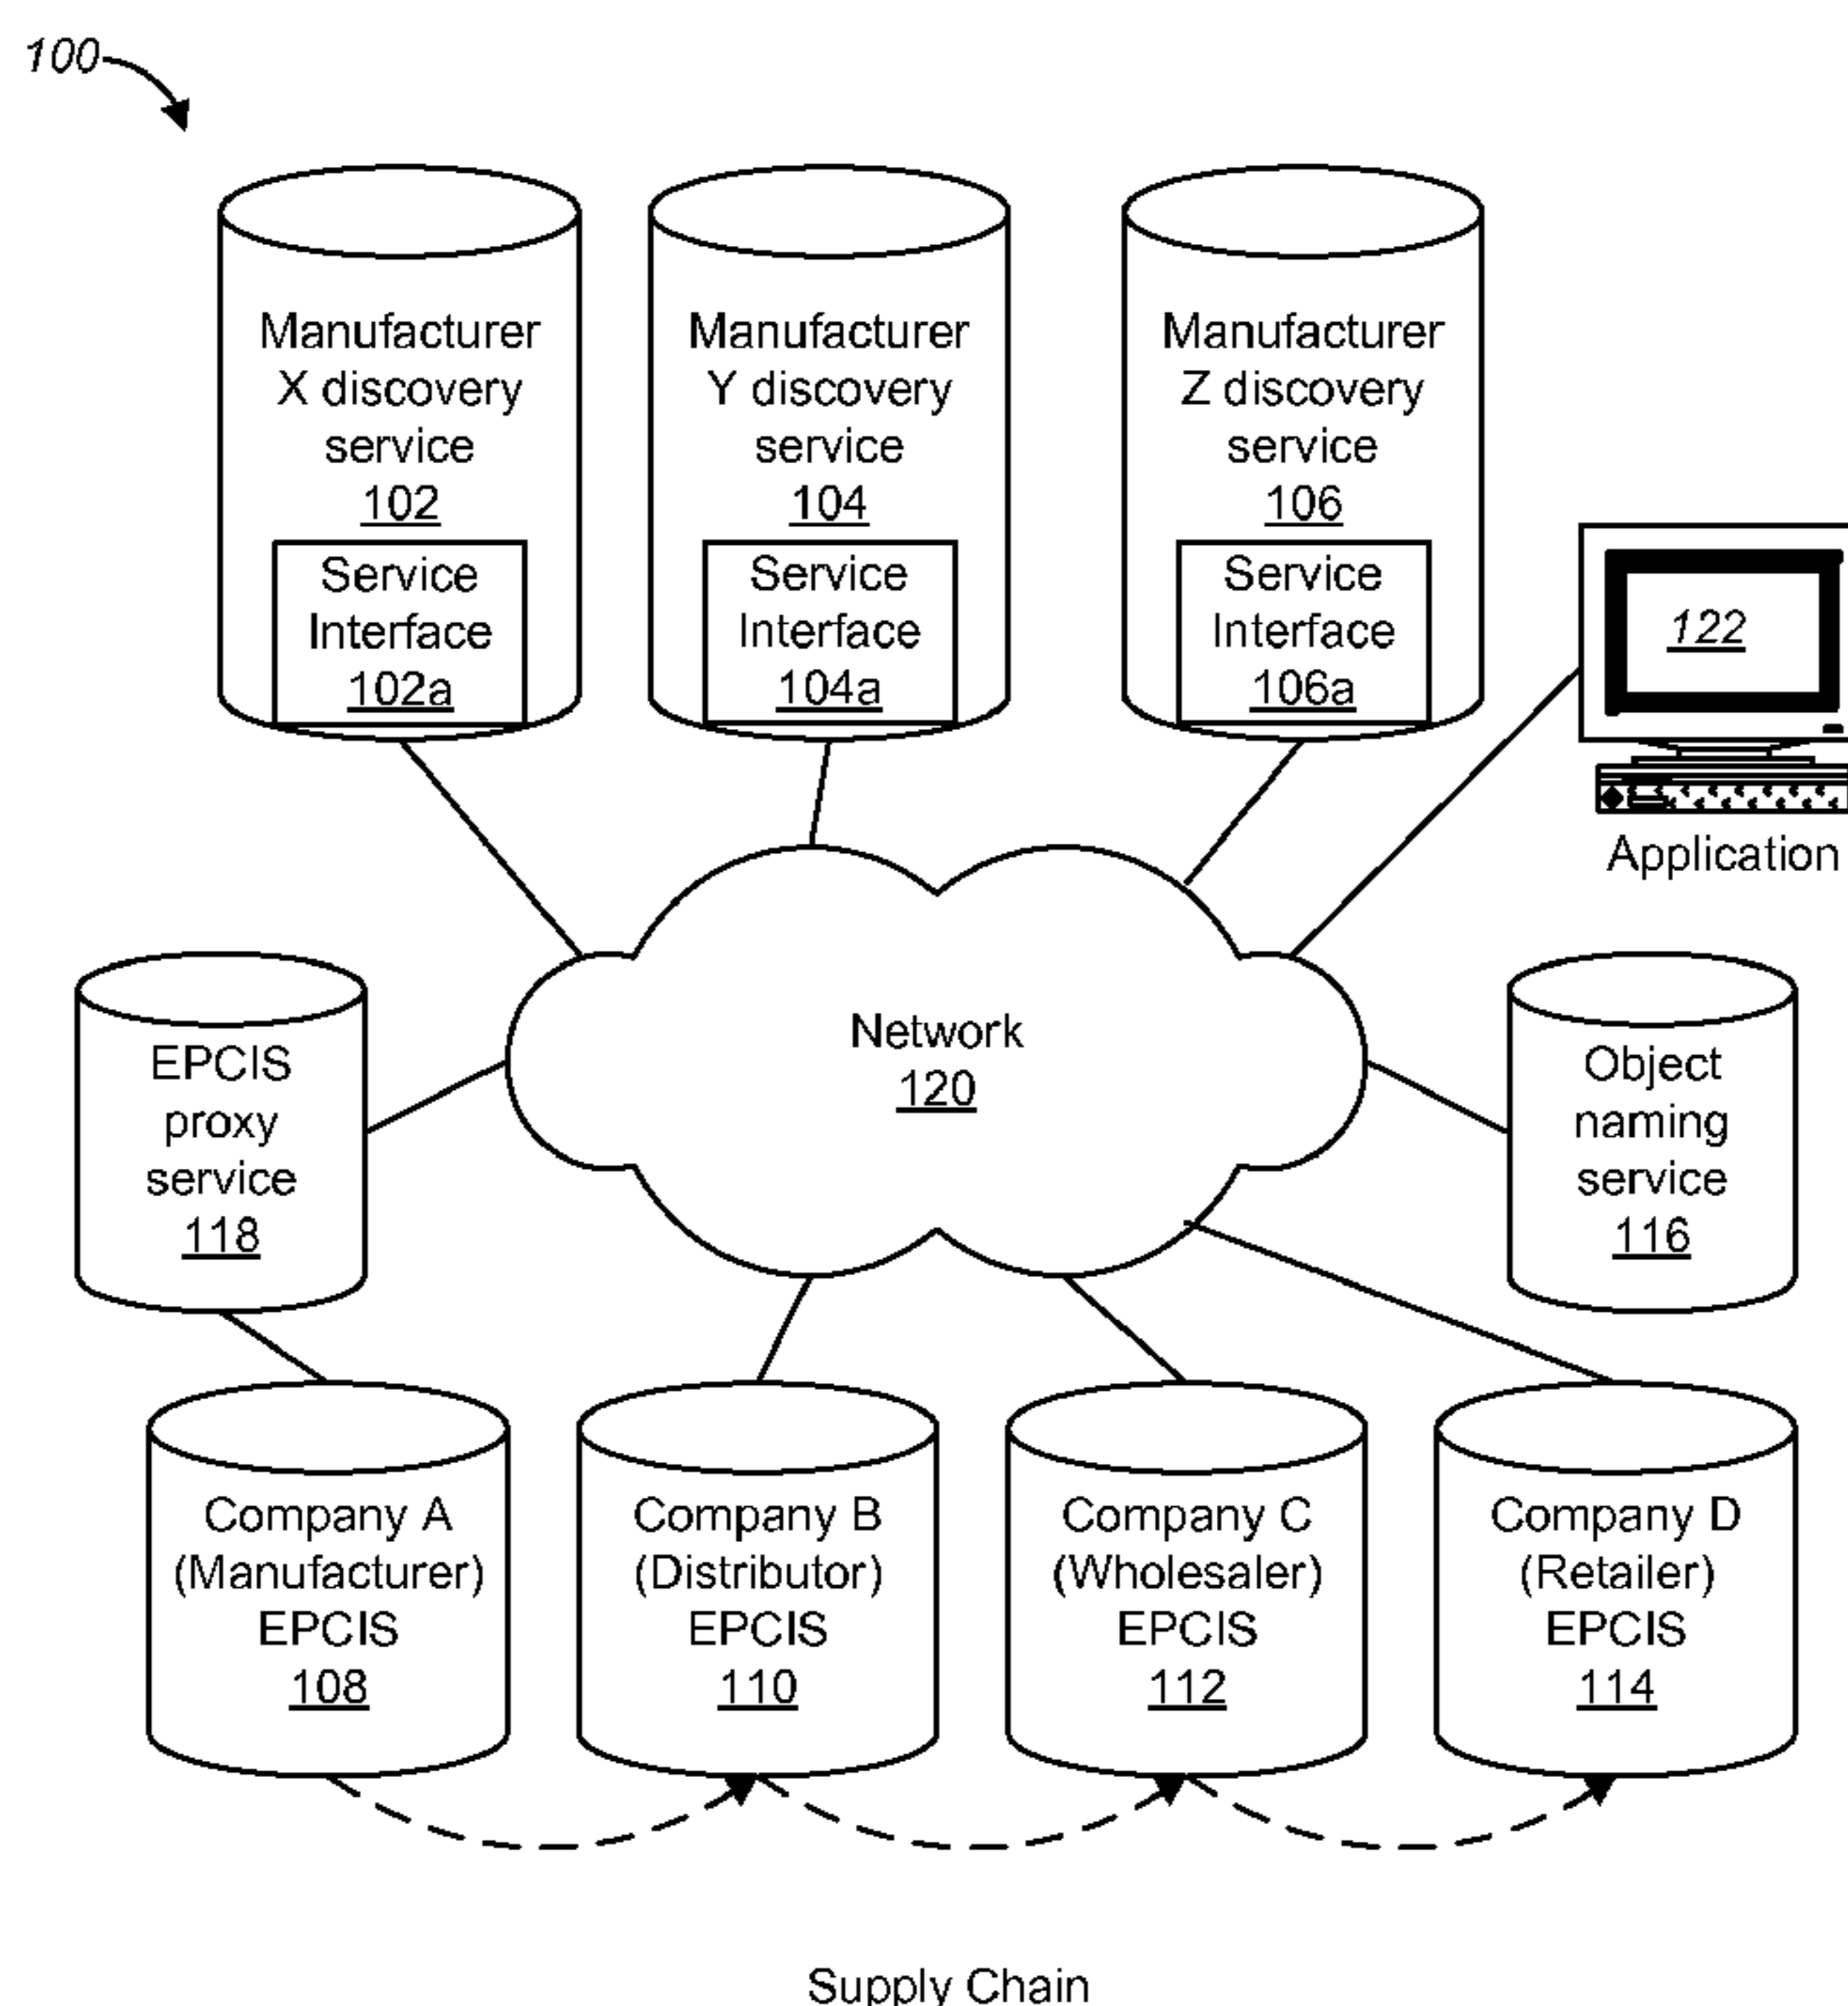 100
Manufacturer
X discovery
service
102
Service
Interface
102a
Manufacturer
Y discovery
service
104
Service
Interface
104a
Manufacturer
Z discovery
service
106
Service
Interface
106a
122
Application
EPCIS
proxy
service
118
Network
120
Object
naming
service
116
Company A
(Manufacturer)
EPCIS
108
Company B
(Distributor)
EPCIS
110
Company C
(Wholesaler)
EPCIS
112
Company D
(Retailer)
EPCIS
114
Supply Chain